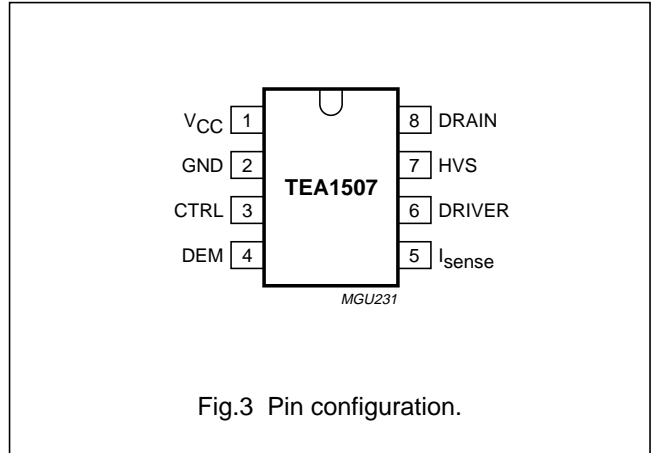 VCC 1 8 DRAIN
GND 2 7 HVS
TEA1507
CTRL 3 6 DRIVER
DEM 4 5 Isense
MGU231
Fig.3 Pin configuration.